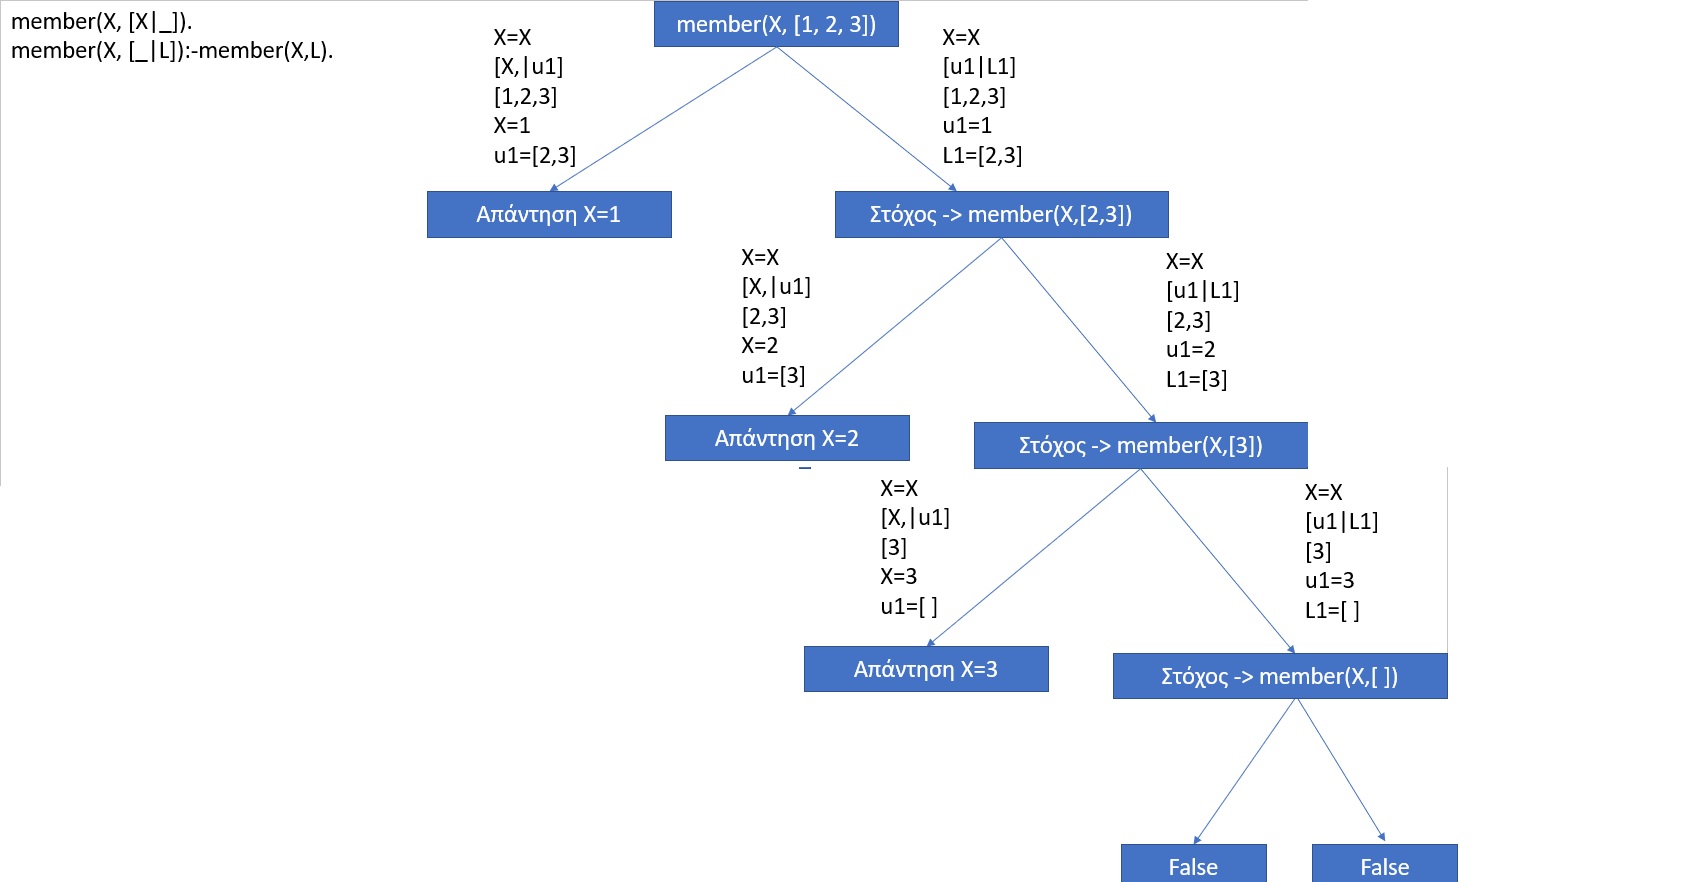 member(X, [X|_]).
member(X, [_|L]):-member(X,L).
member(X, [1, 2, 3])
X=X
[X,|u1]
[1,2,3]
X=1
u1=[2,3]
X=X
[u1|L1]
[1,2,3]
u1=1
L1=[2,3]
Απάντηση X=1
Στόχος -> member(X,[2,3])
X=X
[X,|u1]
[2,3]
X=2
u1=[3]
X=X
[u1|L1]
[2,3]
u1=2
L1=[3]
Απάντηση X=2
Στόχος -> member(X,[3])
X=X
[X,|u1]
[3]
X=3
u1=[ ]
X=X
[u1|L1]
[3]
u1=3
L1=[ ]
Απάντηση X=3
Στόχος -> member(X,[ ])
False
False